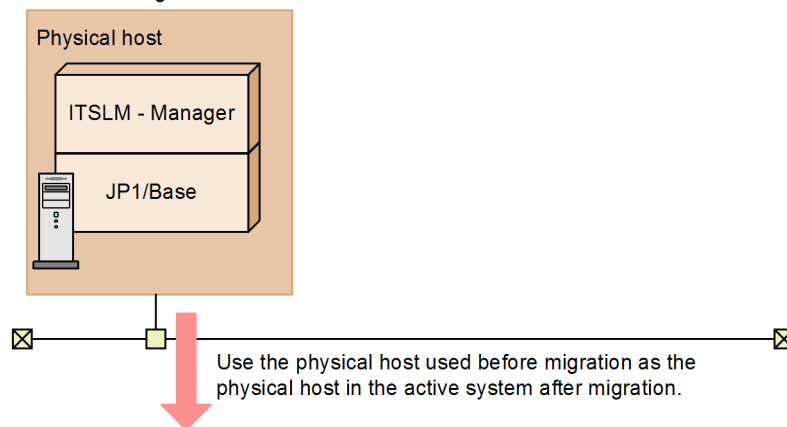 Physical host
ITSLM - Manager
JP1/Base
Use the physical host used before migration as the
physical host in the active system after migration.